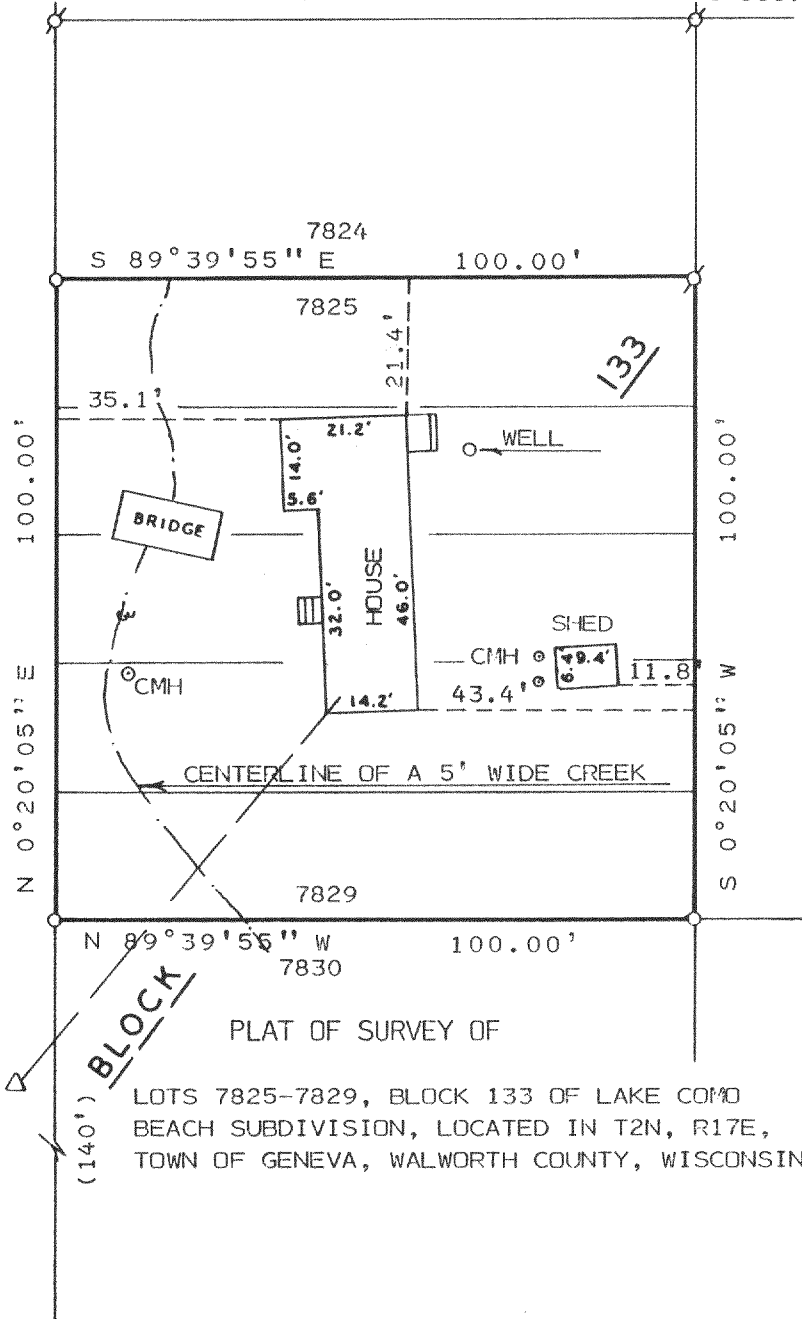 7824
S 89°39'55" E 100.00'
7825
21.4'
133
35.1'
21.2'
WELL
14.0'
5.6'
N 0°20'05" E 100.00'
S 0°20'05" W 100.00'
BRIDGE
HOUSE
32.0'
46.0'
SHED
CMH
6.4'
9.4'
11.8'
CMH
14.2'
43.4'
CENTERLINE OF A 5' WIDE CREEK
7829
N 89°39'55" W 100.00'
7830
BLOCK
PLAT OF SURVEY OF
(140')
LOTS 7825-7829, BLOCK 133 OF LAKE COMO
BEACH SUBDIVISION, LOCATED IN T2N, R17E,
TOWN OF GENEVA, WALWORTH COUNTY, WISCONSIN